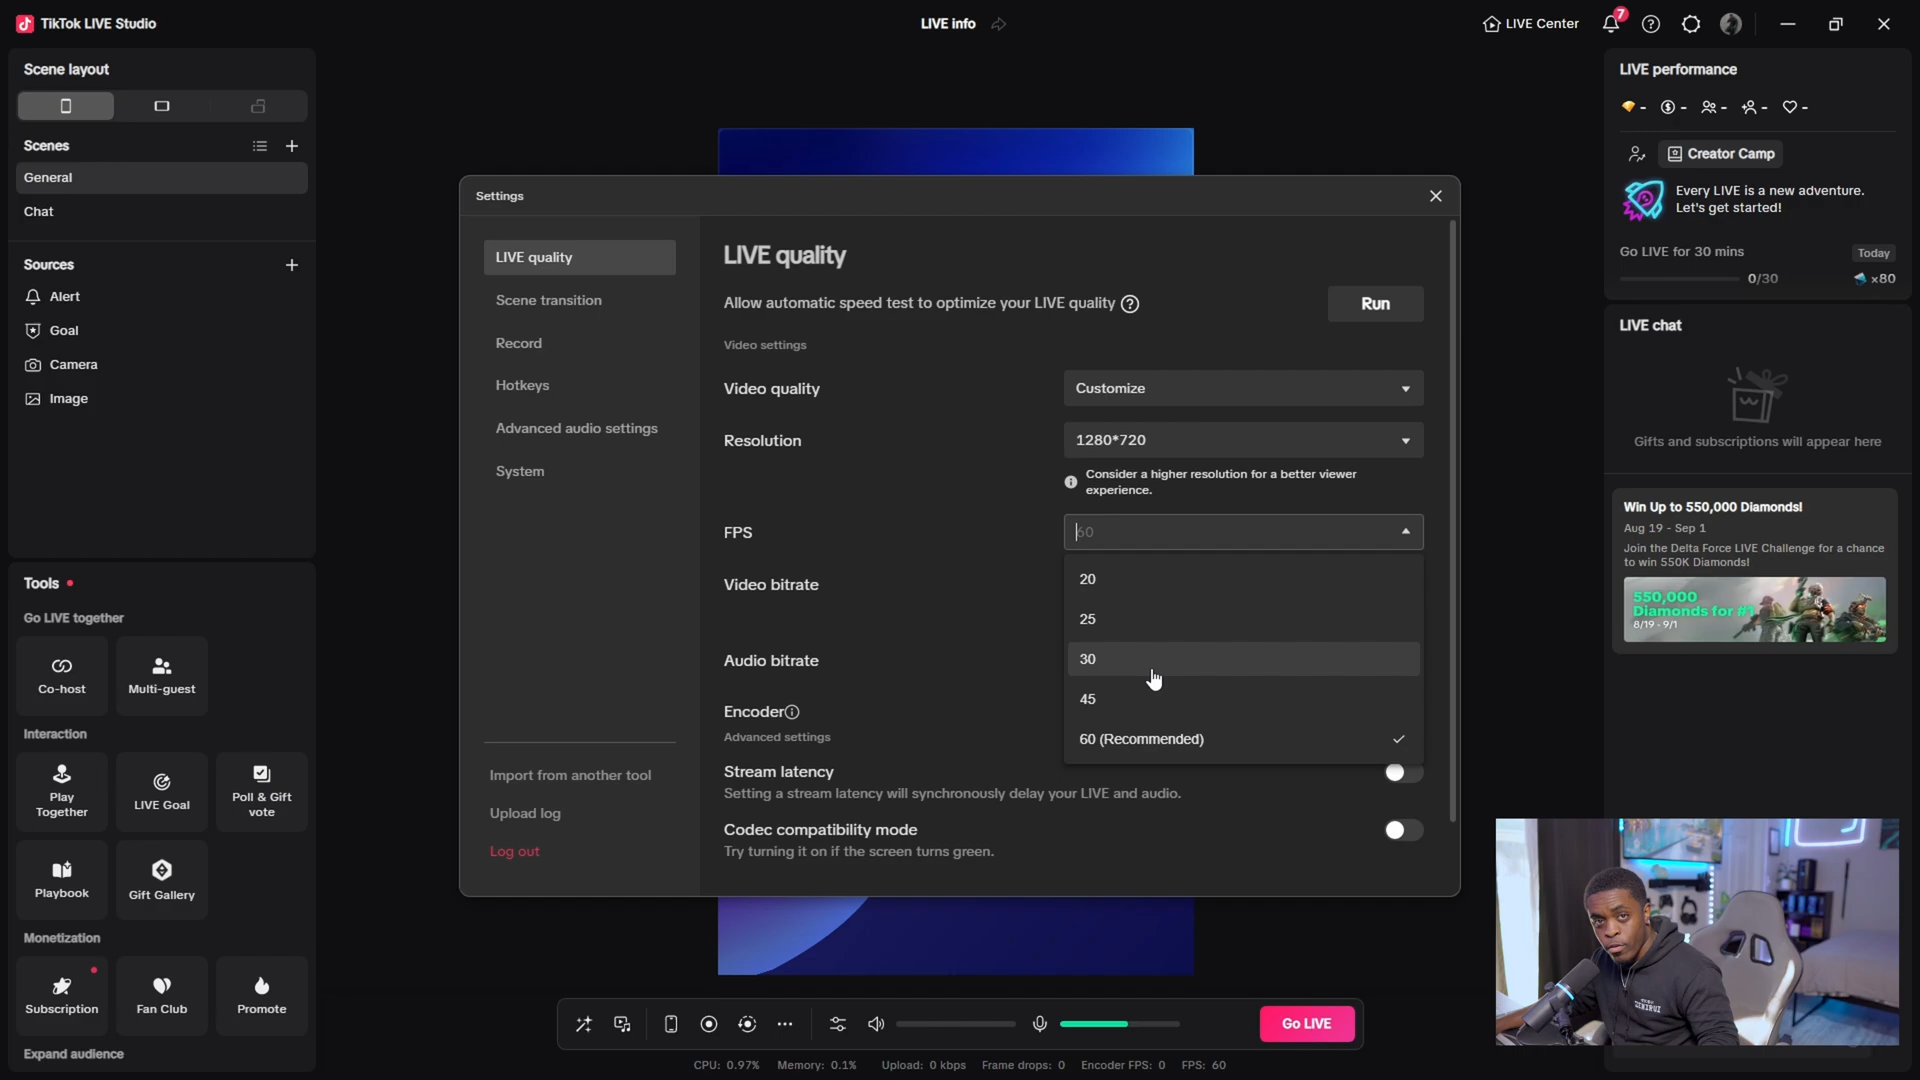 TikTok LIVE Studio
LIVE info
LIVE Center
7
Scene layout
Scenes
General
Chat
Sources
Alert
Goal
Camera
Image
Tools
Go LIVE together
Co-host
Multi-guest
Interaction
Play
Together
LIVE Goal
Poll & Gift
vote
Playbook
Gift Gallery
Monetization
Subscription
Fan Club
Promote
Expand audience
Settings
LIVE quality
Scene transition
Record
Hotkeys
Advanced audio settings
System
Import from another tool
Upload log
Log out
LIVE quality
Allow automatic speed test to optimize your LIVE quality
Run
Video settings
Video quality
Customize
Resolution
1280*720
Consider a higher resolution for a better viewer
experience.
FPS
60
20
25
30
45
60 (Recommended)
Video bitrate
Audio bitrate
Encoder
Advanced settings
Stream latency
Setting a stream latency will synchronously delay your LIVE and audio.
Codec compatibility mode
Try turning it on if the screen turns green.
Go LIVE
CPU: 0.97% Memory: 0.1% Upload: 0 kbps Frame drops: 0 Encoder FPS: 0 FPS: 60
LIVE performance
- - - - -
Creator Camp
Every LIVE is a new adventure.
Let's get started!
Go LIVE for 30 mins
Today
0/30
x80
LIVE chat
Gifts and subscriptions will appear here
Win Up to 550,000 Diamonds!
Aug 19 - Sep 1
Join the Delta Force LIVE Challenge for a chance
to win 550K Diamonds!
550,000
Diamonds for #1
8/19 - 9/1